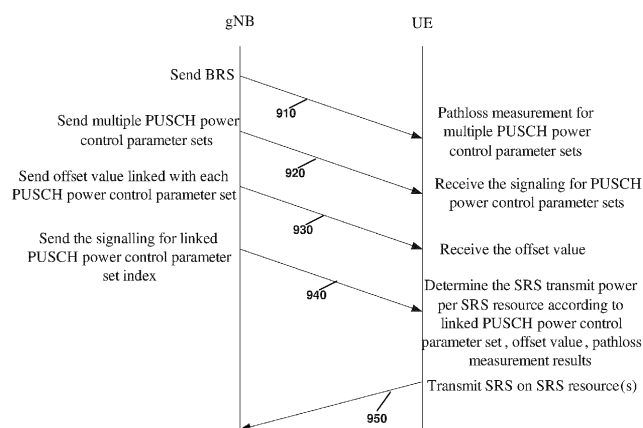 gNB
UE
Send BRS
910
Pathloss measurement for
multiple PUSCH power
control parameter sets
Send multiple PUSCH power
control parameter sets
920
Receive the signaling for PUSCH
power control parameter sets
Send offset value linked with each
PUSCH power control parameter set
930
Receive the offset value
Send the signalling for linked
PUSCH power control parameter
set index
940
Determine the SRS transmit power
per SRS resource according to
linked PUSCH power control
parameter set , offset value , pathloss
measurement results
Transmit SRS on SRS resource(s)
950